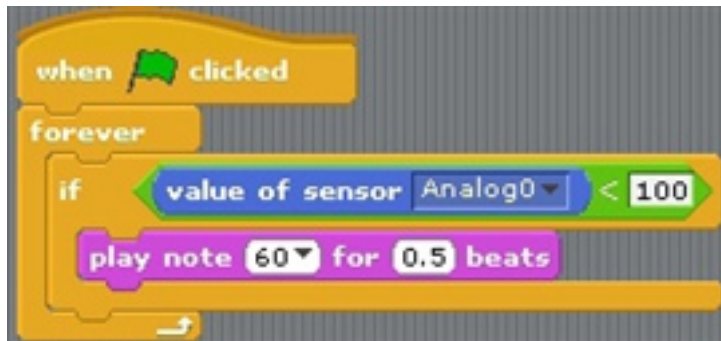 when clicked
forever
if value of sensor Analog0 < 100
play note 60 for 0.5 beats